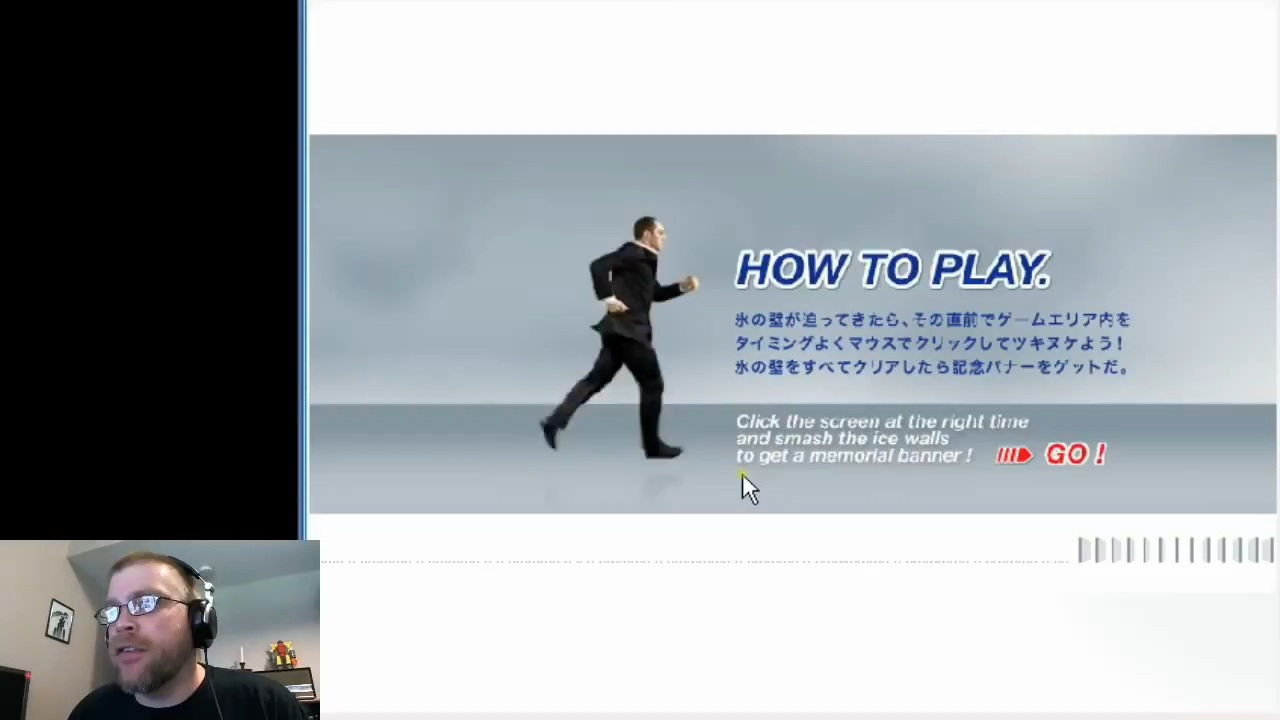 HOW TO PLAY.
氷の壁が迫ってきたら、その直前でゲームエリア内を
タイミングよくマウスでクリックしてツキヌケよう！
氷の壁をすべてクリアしたら記念バナーをゲットだ。
Click the screen at the right time
and smash the ice walls
to get a memorial banner !
GO !